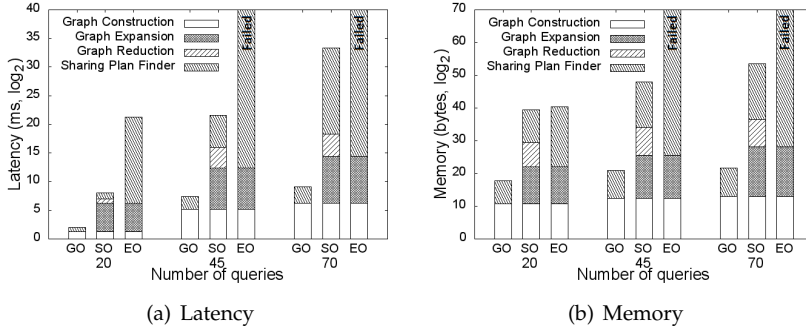 Graph Construction
Graph Expansion
Graph Reduction
Sharing Plan Finder
Latency (ms, log2)
40
35
30
25
20
15
10
5
0
Failed
Failed
GO SO EO GO SO EO GO SO EO
20 45 70
Number of queries
(a) Latency
Graph Construction
Graph Expansion
Graph Reduction
Sharing Plan Finder
Memory (bytes, log2)
70
60
50
40
30
20
10
0
Failed
Failed
GO SO EO GO SO EO GO SO EO
20 45 70
Number of queries
(b) Memory